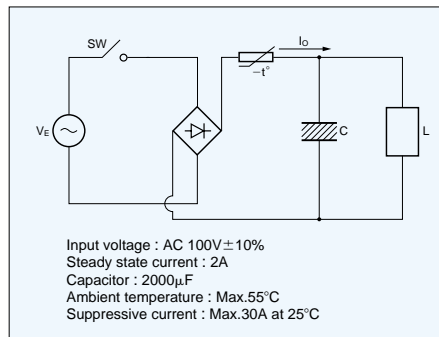 SW
IO
−t°
VE
C
L
Input voltage : AC 100V±10%
Steady state current : 2A
Capacitor : 2000μF
Ambient temperature : Max.55°C
Suppressive current : Max.30A at 25°C